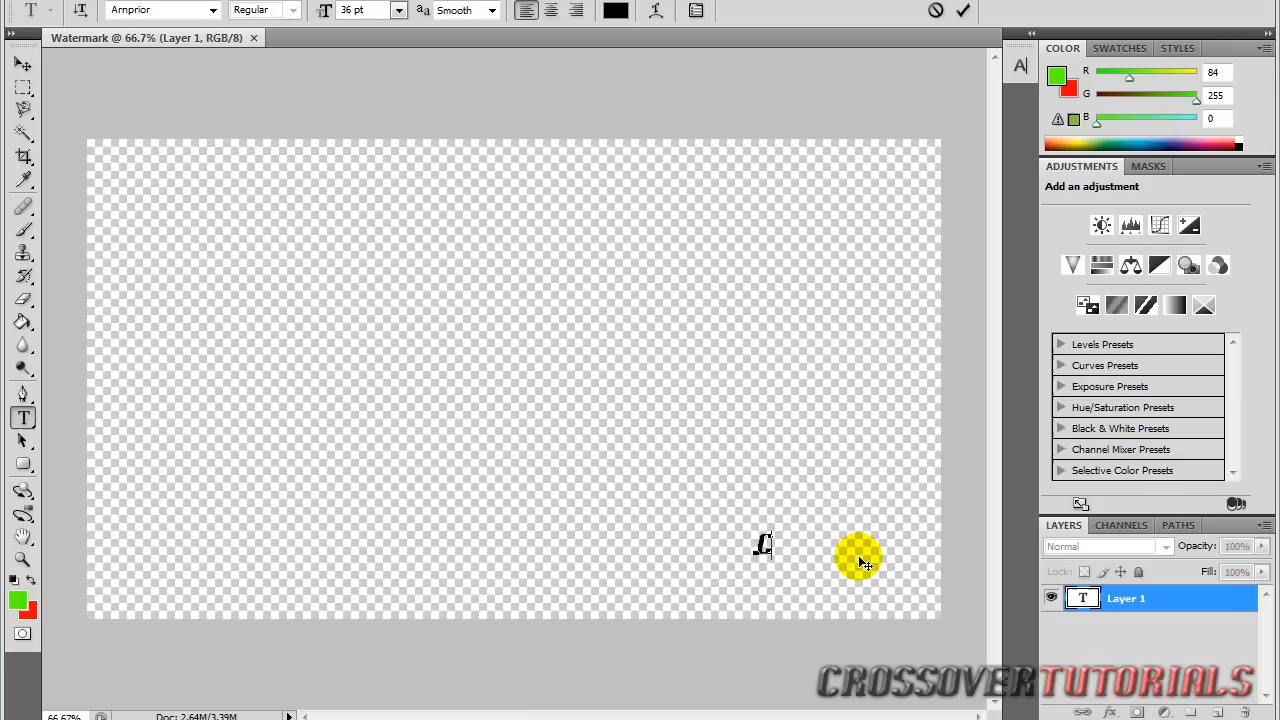 T Arnprior Regular 36 pt aa Smooth
Watermark @ 66.7% (Layer 1, RGB/8)
COLOR SWATCHES STYLES
R 84
G 255
B 0
ADJUSTMENTS MASKS
Add an adjustment
Levels Presets
Curves Presets
Exposure Presets
Hue/Saturation Presets
Black & White Presets
Channel Mixer Presets
Selective Color Presets
C
LAYERS CHANNELS PATHS
Normal Opacity: 100%
Lock: Fill: 100%
T Layer 1
CROSSOVERTUTORIALS
66.67% Doc: 2.64M/3.39M